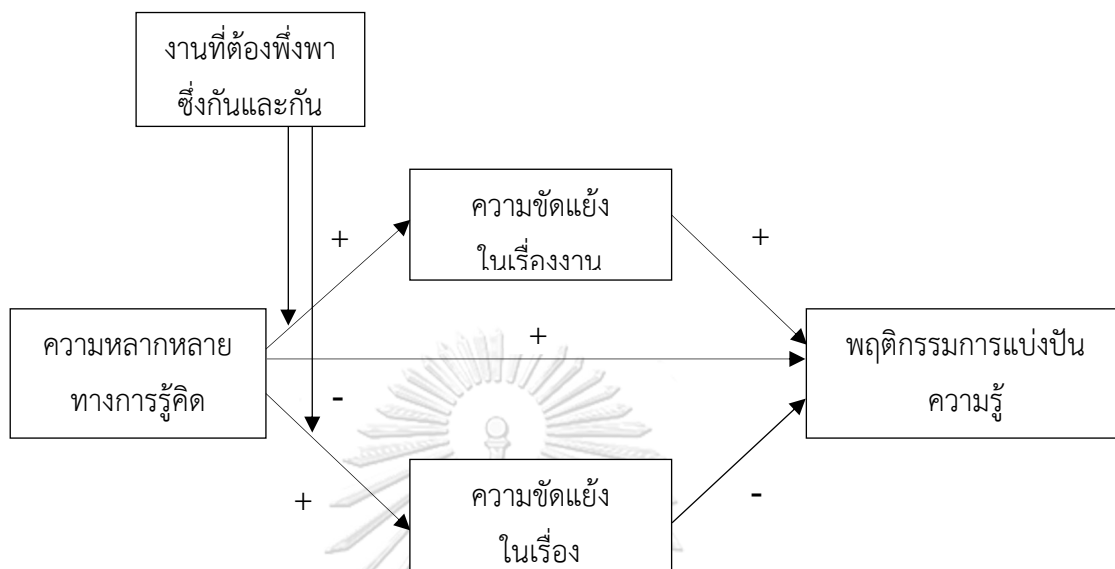 งานที่ต้องพึ่งพา
ซึ่งกันและกัน
ความขัดแย้ง
ในเรื่องงาน
+
+
ความหลากหลาย
ทางการรู้คิด
+
พฤติกรรมการแบ่งปัน
ความรู้
-
+
ความขัดแย้ง
ในเรื่อง
-